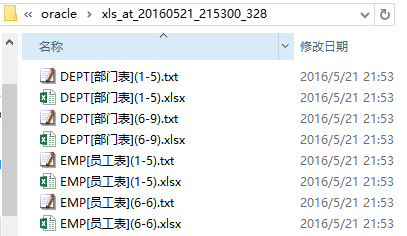 « oracle › xls_at_20160521_215300_328
名称 修改日期
DEPT[部门表](1-5).txt 2016/5/21 21:53
DEPT[部门表](1-5).xlsx 2016/5/21 21:53
DEPT[部门表](6-9).txt 2016/5/21 21:53
DEPT[部门表](6-9).xlsx 2016/5/21 21:53
EMP[员工表](1-5).txt 2016/5/21 21:53
EMP[员工表](1-5).xlsx 2016/5/21 21:53
EMP[员工表](6-6).txt 2016/5/21 21:53
EMP[员工表](6-6).xlsx 2016/5/21 21:53